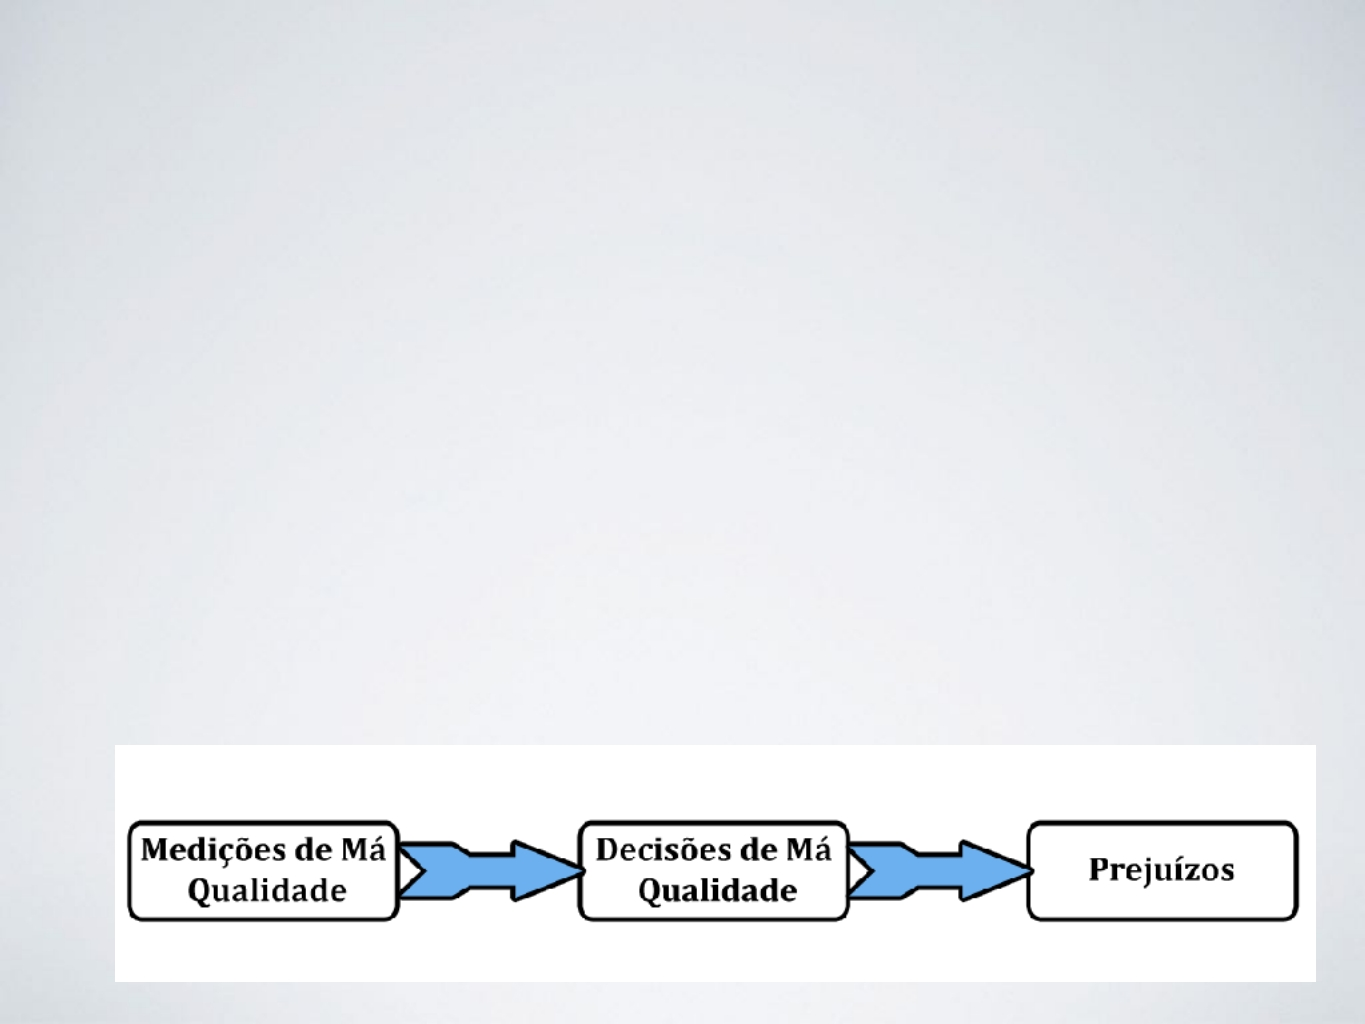 Medições de Má
Qualidade
Decisões de Má
Qualidade
Prejuízos